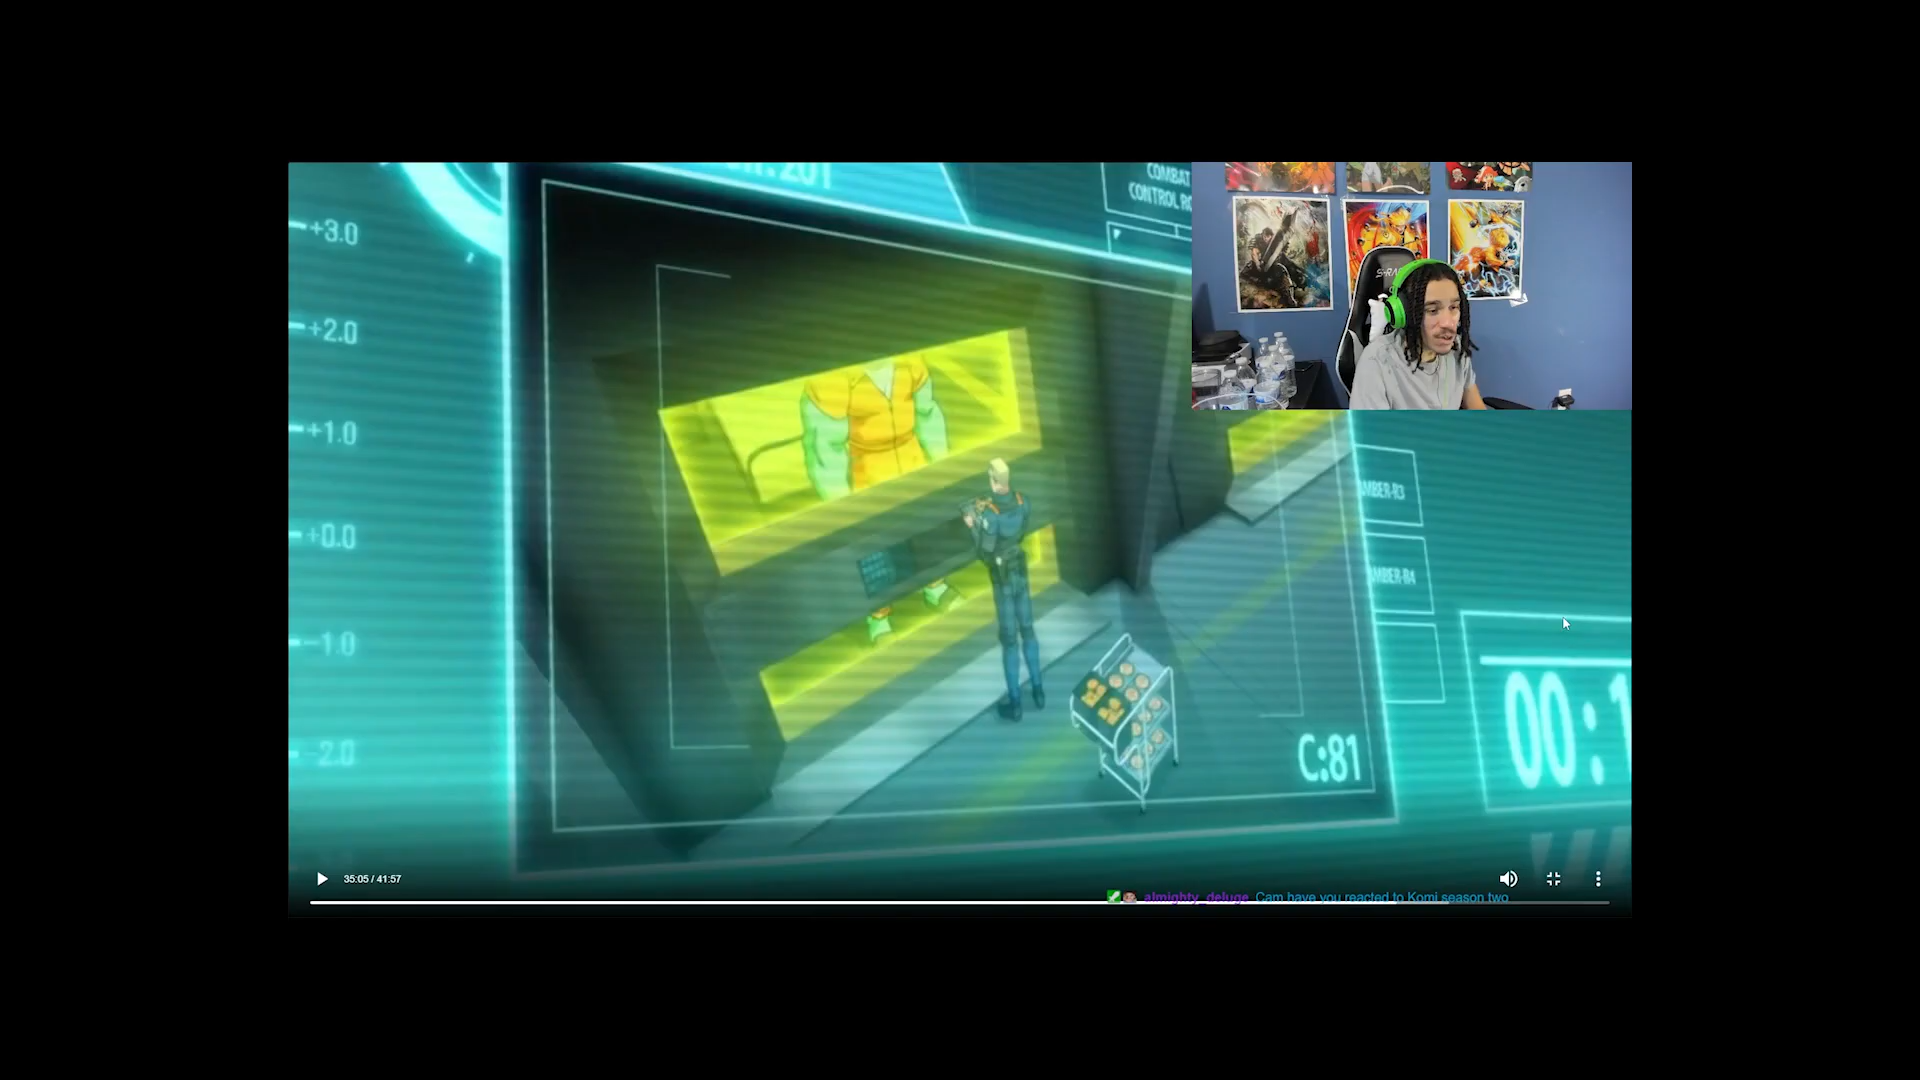 COMBAT
CONTROL
+3.0
+2.0
+1.0
+0.0
-1.0
-2.0
C:81
00:1
35:05 / 41:57
almighty_deluge Cam have you reacted to Komi season two